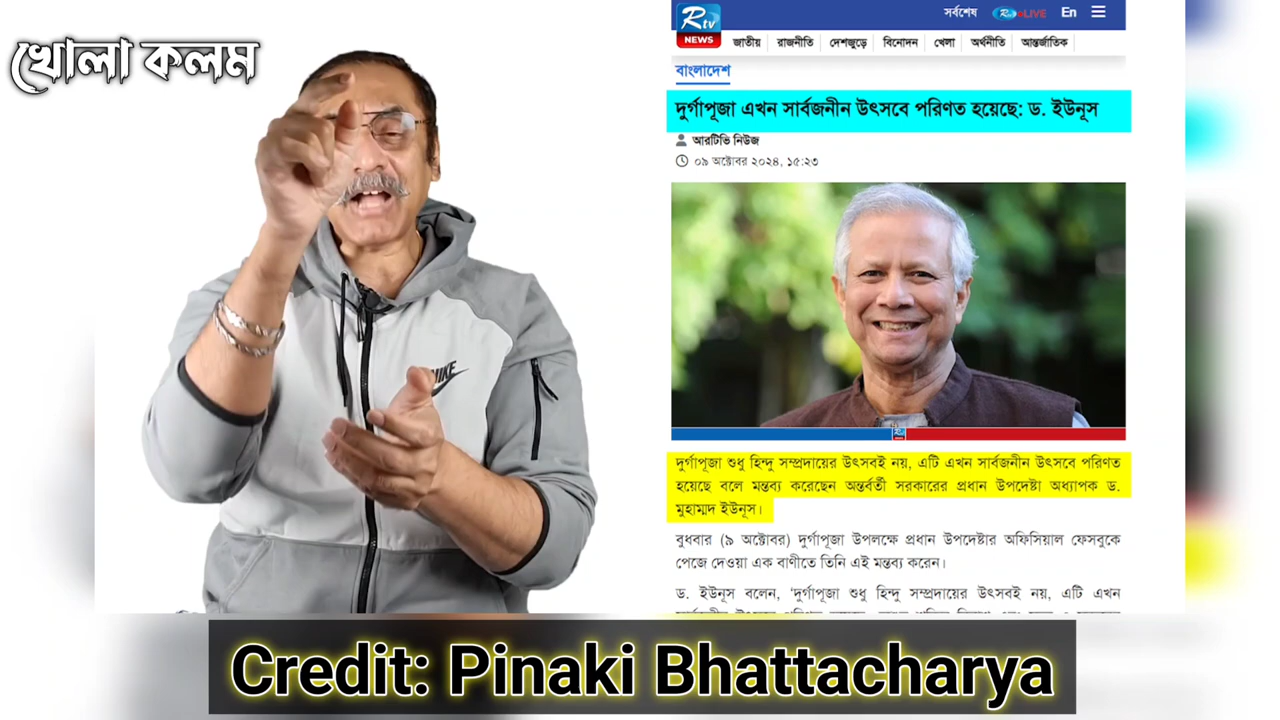 খোলা কলম
Rtv
NEWS
সর্বশেষ
Rtv LIVE
En
জাতীয়
রাজনীতি
দেশজুড়ে
বিনোদন
খেলা
অর্থনীতি
আন্তর্জাতিক
বাংলাদেশ
দুর্গাপূজা এখন সার্বজনীন উৎসবে পরিণত হয়েছে: ড. ইউনূস
আরটিভি নিউজ
০৯ অক্টোবর ২০২৪, ১৫:২৩
NIKE
দুর্গাপূজা শুধু হিন্দু সম্প্রদায়ের উৎসবই নয়, এটি এখন সার্বজনীন উৎসবে পরিণত
হয়েছে বলে মন্তব্য করেছেন অন্তর্বর্তী সরকারের প্রধান উপদেষ্টা অধ্যাপক ড.
মুহাম্মদ ইউনূস।
বুধবার (৯ অক্টোবর) দুর্গাপূজা উপলক্ষে প্রধান উপদেষ্টার অফিসিয়াল ফেসবুকে
পেজে দেওয়া এক বাণীতে তিনি এই মন্তব্য করেন।
ড. ইউনূস বলেন, ‘দুর্গাপূজা শুধু হিন্দু সম্প্রদায়ের উৎসবই নয়, এটি এখন
Credit: Pinaki Bhattacharya